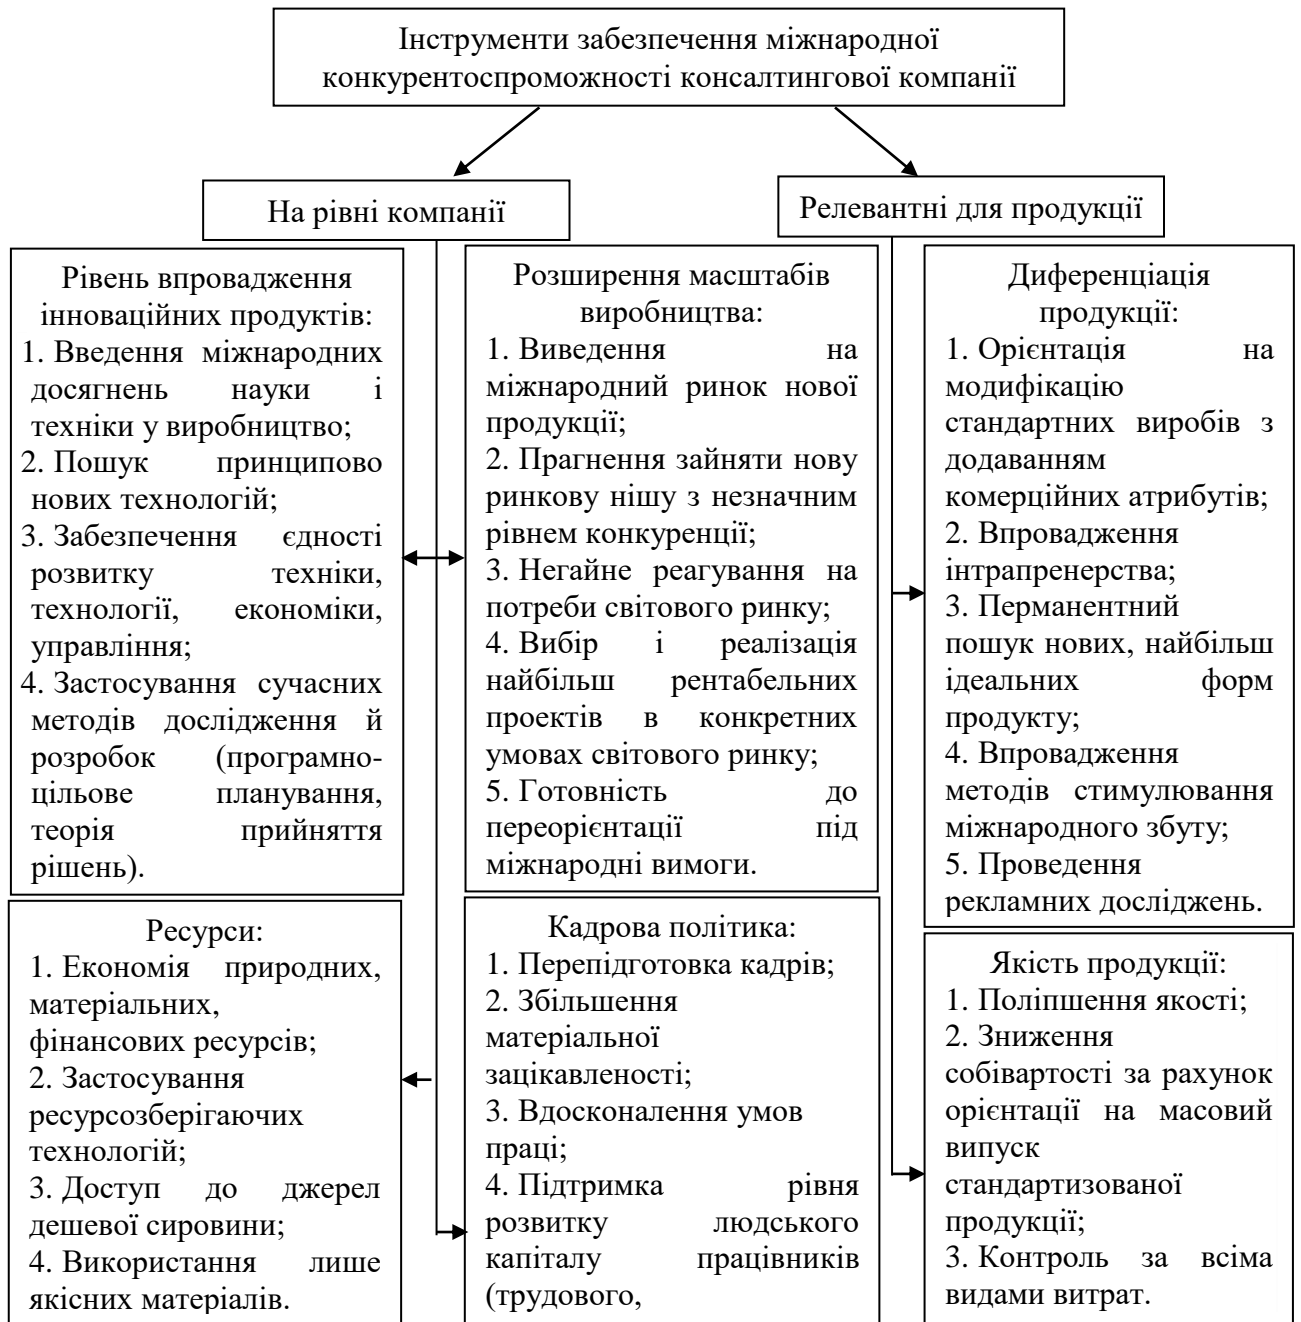 Інструменти забезпечення міжнародної
конкурентоспроможності консалтингової компанії
На рівні компанії
Релевантні для продукції
Рівень впровадження
інноваційних продуктів:
1. Введення міжнародних
досягнень науки і
техніки у виробництво;
2. Пошук принципово
нових технологій;
3. Забезпечення єдності
розвитку техніки,
технології, економіки,
управління;
4. Застосування сучасних
методів дослідження й
розробок (програмно-
цільове планування,
теорія прийняття
рішень).
Розширення масштабів
виробництва:
1. Виведення на
міжнародний ринок нової
продукції;
2. Прагнення зайняти нову
ринкову нішу з незначним
рівнем конкуренції;
3. Негайне реагування на
потреби світового ринку;
4. Вибір і реалізація
найбільш рентабельних
проектів в конкретних
умовах світового ринку;
5. Готовність до
переорієнтації під
міжнародні вимоги.
Диференціація
продукції:
1. Орієнтація на
модифікацію
стандартних виробів з
додаванням
комерційних атрибутів;
2. Впровадження
інтрапренерства;
3. Перманентний
пошук нових, найбільш
ідеальних форм
продукту;
4. Впровадження
методів стимулювання
міжнародного збуту;
5. Проведення
рекламних досліджень.
Ресурси:
1. Економія природних,
матеріальних,
фінансових ресурсів;
2. Застосування
ресурсозберігаючих
технологій;
3. Доступ до джерел
дешевої сировини;
4. Використання лише
якісних матеріалів.
Кадрова політика:
1. Перепідготовка кадрів;
2. Збільшення
матеріальної
зацікавленості;
3. Вдосконалення умов
праці;
4. Підтримка рівня
розвитку людського
капіталу працівників
(трудового,
Якість продукції:
1. Поліпшення якості;
2. Зниження
собівартості за рахунок
орієнтації на масовий
випуск
стандартизованої
продукції;
3. Контроль за всіма
видами витрат.